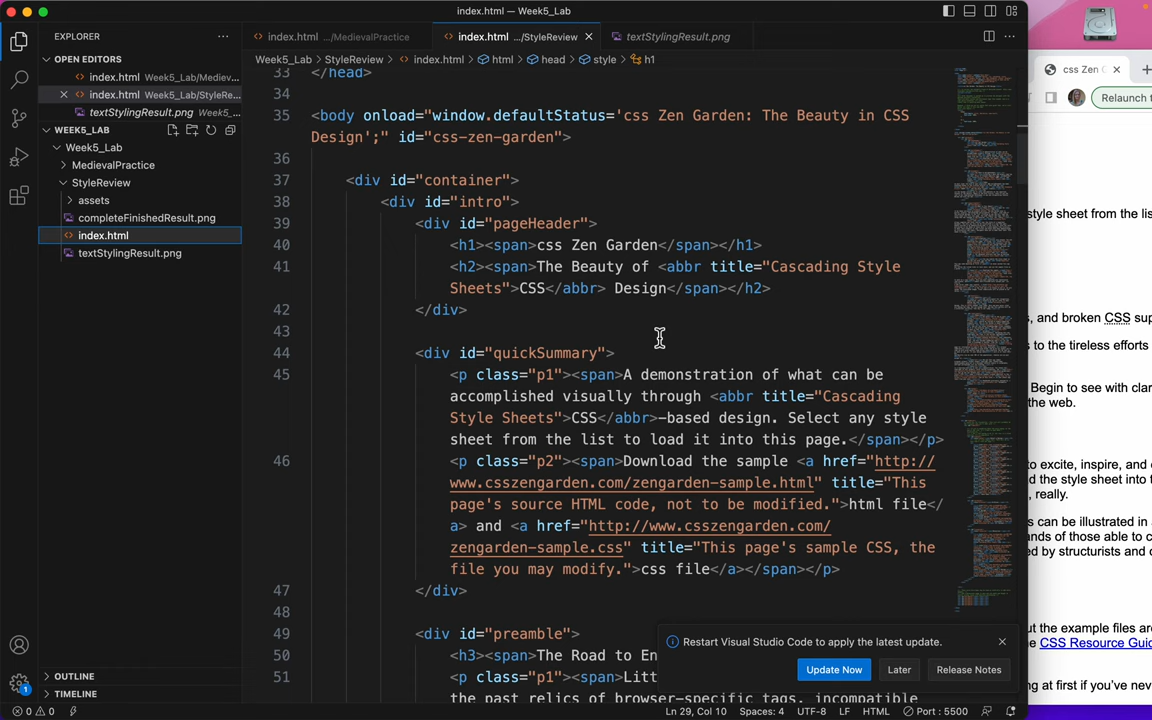 index.html — Week5_Lab
EXPLORER
index.html .../MedievalPractice
index.html .../StyleReview
textStylingResult.png
css Zen G
OPEN EDITORS
Week5_Lab > StyleReview > index.html > html > head > style > h1
index.html Week5_Lab/Mediev...
index.html Week5_Lab/StyleRe...
textStylingResult.png Week5_...
WEEK5_LAB
Week5_Lab
MedievalPractice
StyleReview
assets
completeFinishedResult.png
index.html
textStylingResult.png
OUTLINE
TIMELINE
33 </head>
34
35 <body onload="window.defaultStatus='css Zen Garden: The Beauty in CSS
Design';" id="css-zen-garden">
36
37 <div id="container">
38 <div id="intro">
39 <div id="pageHeader">
40 <h1><span>css Zen Garden</span></h1>
41 <h2><span>The Beauty of <abbr title="Cascading Style
Sheets">CSS</abbr> Design</span></h2>
42 </div>
43
44 <div id="quickSummary">
45 <p class="p1"><span>A demonstration of what can be
accomplished visually through <abbr title="Cascading
Style Sheets">CSS</abbr>-based design. Select any style
sheet from the list to load it into this page.</span></p>
46 <p class="p2"><span>Download the sample <a href="http://
www.csszengarden.com/zengarden-sample.html" title="This
page's source HTML code, not to be modified.">html file</
a> and <a href="http://www.csszengarden.com/
zengarden-sample.css" title="This page's sample CSS, the
file you may modify.">css file</a></span></p>
47 </div>
48
49 <div id="preamble">
50 <h3><span>The Road to En
51 <p class="p1"><span>Litt
the past relics of browser-specific tags, incompatible
Restart Visual Studio Code to apply the latest update.
Update Now
Later
Release Notes
1
0 0
Ln 29, Col 10
Spaces: 4
UTF-8
LF
HTML
Port : 5500
Relaunch t
style sheet from the lis
, and broken CSS sup
s to the tireless efforts
Begin to see with clar
the web.
to excite, inspire, and
d the style sheet into t
, really.
s can be illustrated in
ands of those able to c
ed by structurists and c
ut the example files are
e CSS Resource Guid
ng at first if you've nev